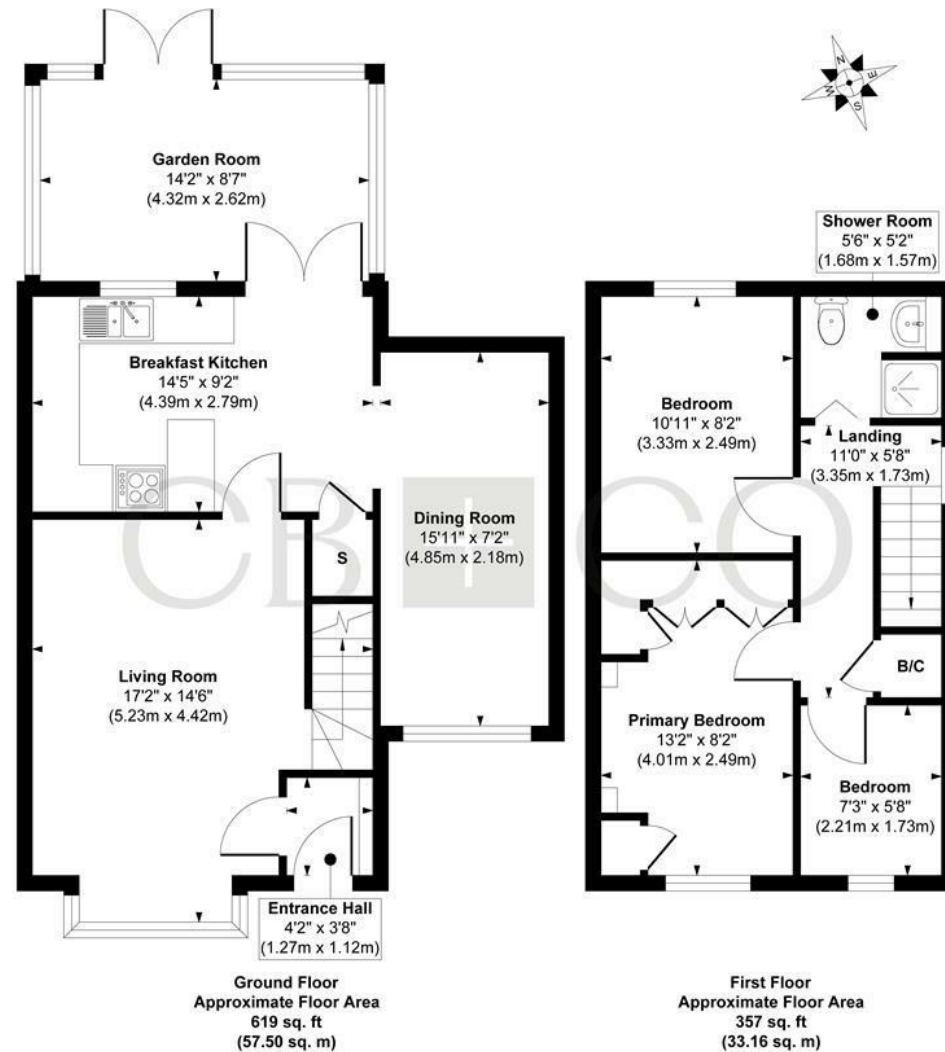 N
E
S
W
Garden Room
14'2" x 8'7"
(4.32m x 2.62m)
Breakfast Kitchen
14'5" x 9'2"
(4.39m x 2.79m)
Dining Room
15'11" x 7'2"
(4.85m x 2.18m)
S
Living Room
17'2" x 14'6"
(5.23m x 4.42m)
Entrance Hall
4'2" x 3'8"
(1.27m x 1.12m)
Ground Floor
Approximate Floor Area
619 sq. ft
(57.50 sq. m)
Shower Room
5'6" x 5'2"
(1.68m x 1.57m)
Bedroom
10'11" x 8'2"
(3.33m x 2.49m)
Landing
11'0" x 5'8"
(3.35m x 1.73m)
B/C
Primary Bedroom
13'2" x 8'2"
(4.01m x 2.49m)
Bedroom
7'3" x 5'8"
(2.21m x 1.73m)
First Floor
Approximate Floor Area
357 sq. ft
(33.16 sq. m)
CB + CO